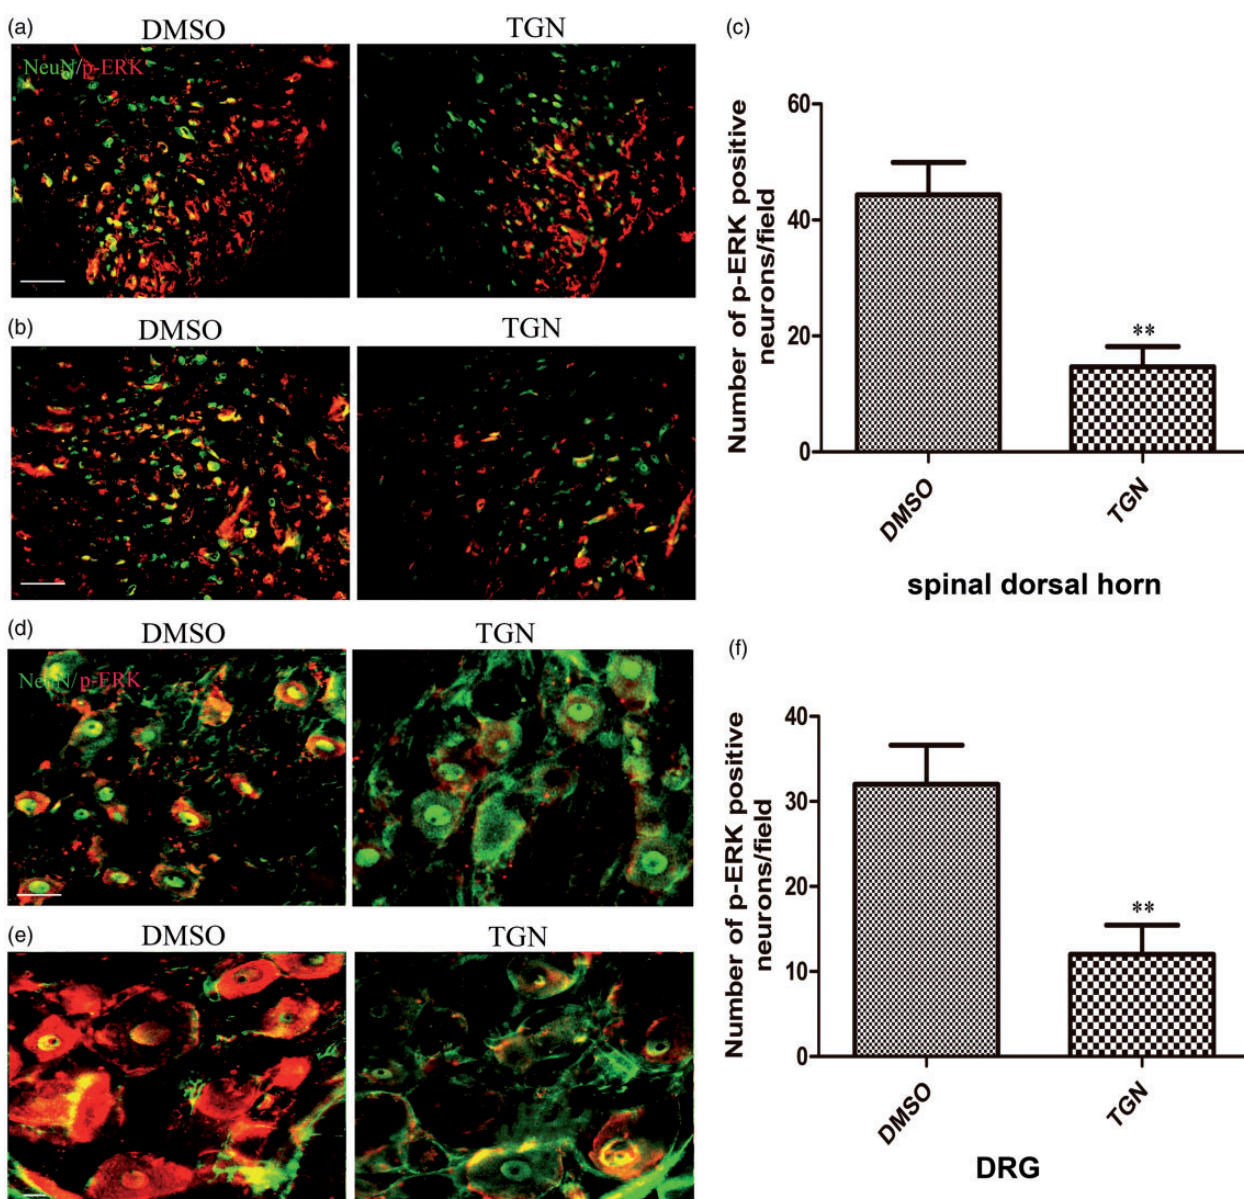 (a)
DMSO
TGN
NeuN/p-ERK
(b)
DMSO
TGN
(c)
Number of p-ERK positive
neurons/field
60
40
20
0
**
DMSO
TGN
spinal dorsal horn
(d)
DMSO
TGN
NeuN/p-ERK
(e)
DMSO
TGN
(f)
Number of p-ERK positive
neurons/field
40
30
20
10
0
**
DMSO
TGN
DRG